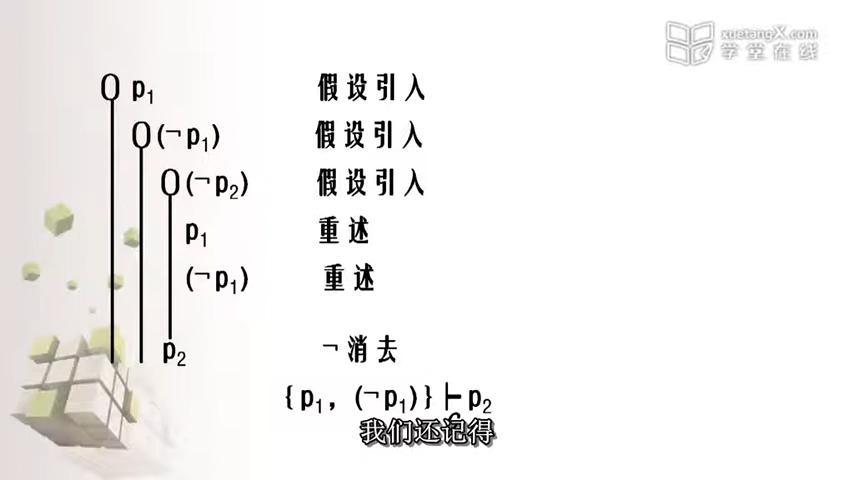 xuetangX.com
学堂在线
p₁ 假设引入
(¬p₁) 假设引入
(¬p₂) 假设引入
p₁ 重述
(¬p₁) 重述
p₂ ¬消去
{p₁, (¬p₁)}⊢p₂
我们还记得